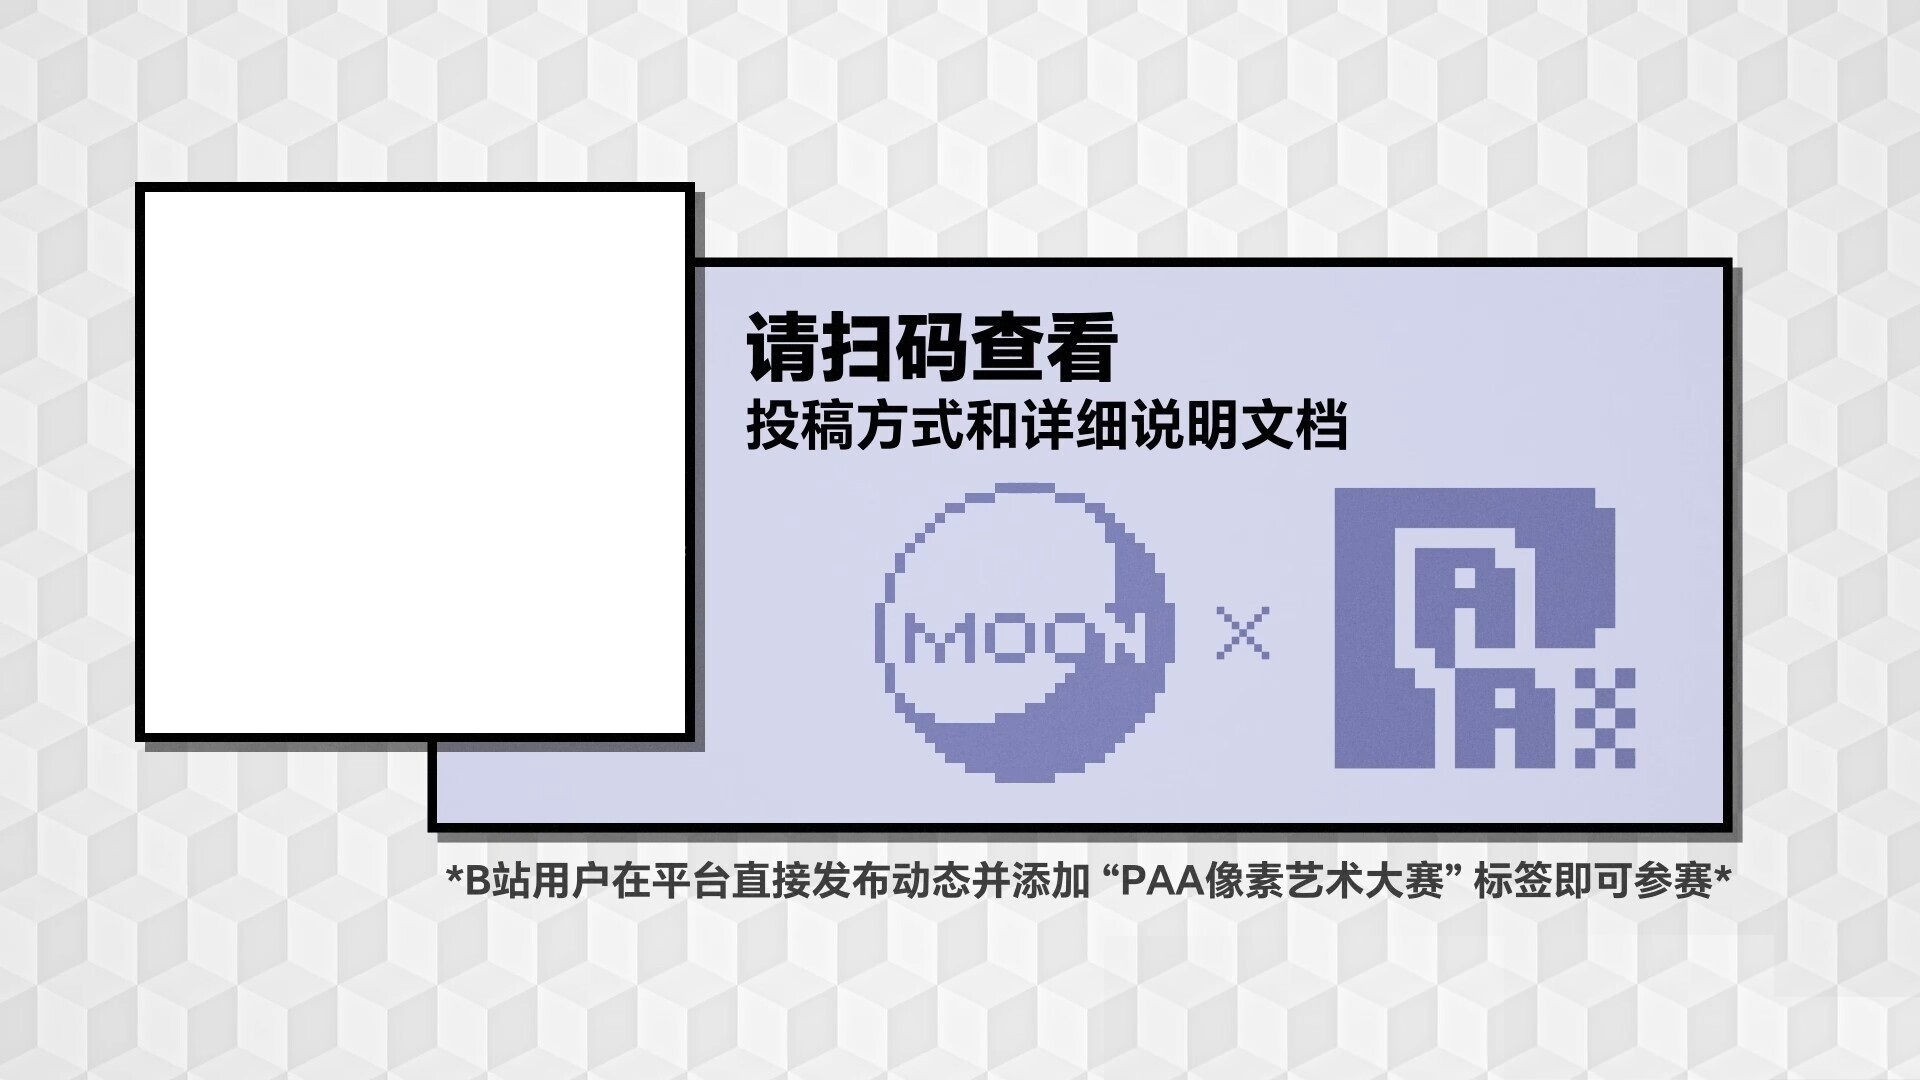 请扫码查看
投稿方式和详细说明文档
MOON × PAA
*B站用户在平台直接发布动态并添加“PAA像素艺术大赛”标签即可参赛*